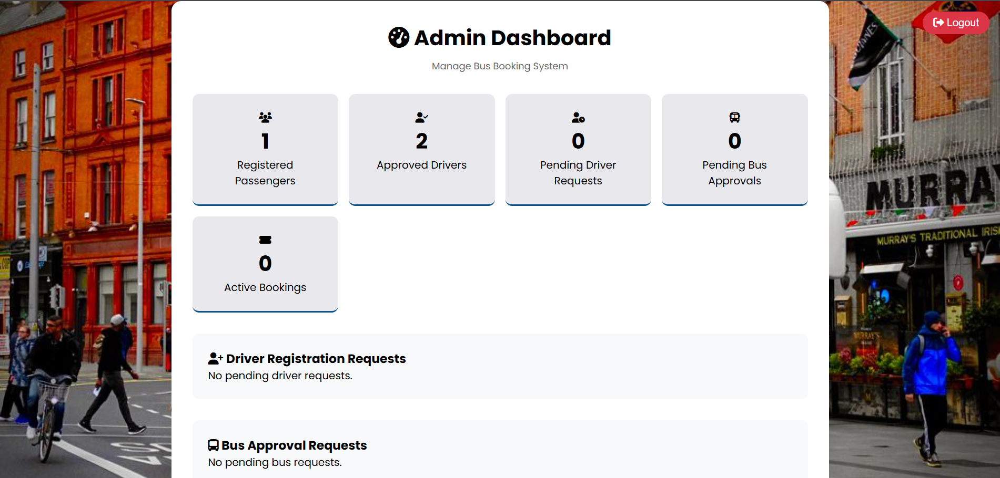 Logout
Admin Dashboard
Manage Bus Booking System
1
Registered
Passengers
2
Approved Drivers
0
Pending Driver
Requests
0
Pending Bus
Approvals
0
Active Bookings
Driver Registration Requests
No pending driver requests.
Bus Approval Requests
No pending bus requests.
MURRA
MURRAY'S TRADITIONAL IRIS
MURRAY'S